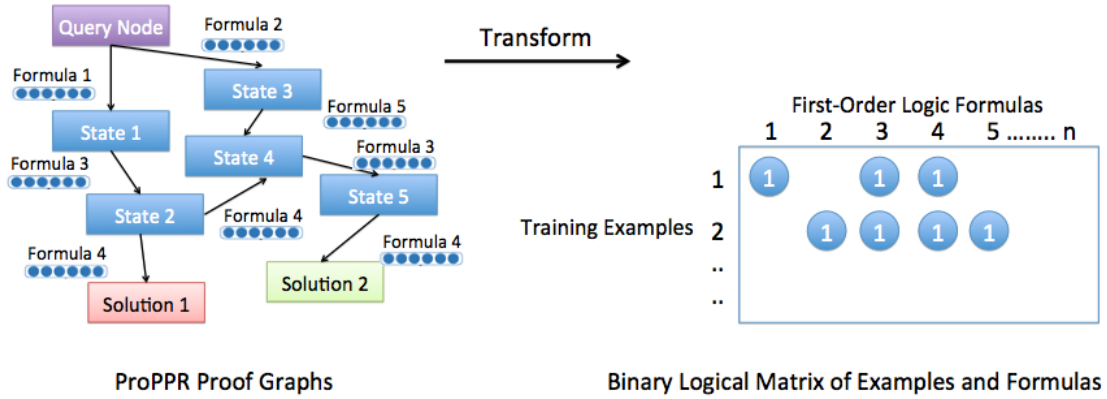 Query Node
Formula 2
Transform
Formula 1
State 3
First-Order Logic Formulas
Formula 5
1 2 3 4 5 ........ n
State 1
State 4
Formula 3
Formula 3
1 1 1 1
State 5
State 2
Training Examples 2 1 1 1 1
Formula 4
Formula 4
Formula 4
..
Solution 2
Solution 1
..
ProPPR Proof Graphs
Binary Logical Matrix of Examples and Formulas